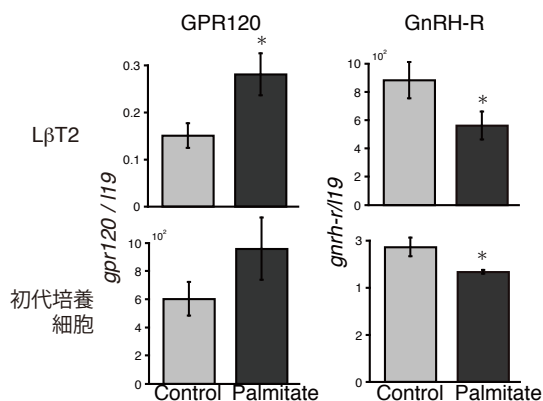 GPR120
GnRH-R
LβT2
gpr120 / l19
0.3
0.2
0.1
0
*
gnrh-r/l19
10²
10
8
6
4
2
0
*
初代培養
細胞
10²
10
8
6
4
2
0
Control
Palmitate
3
1
2
0
*
Control
Palmitate